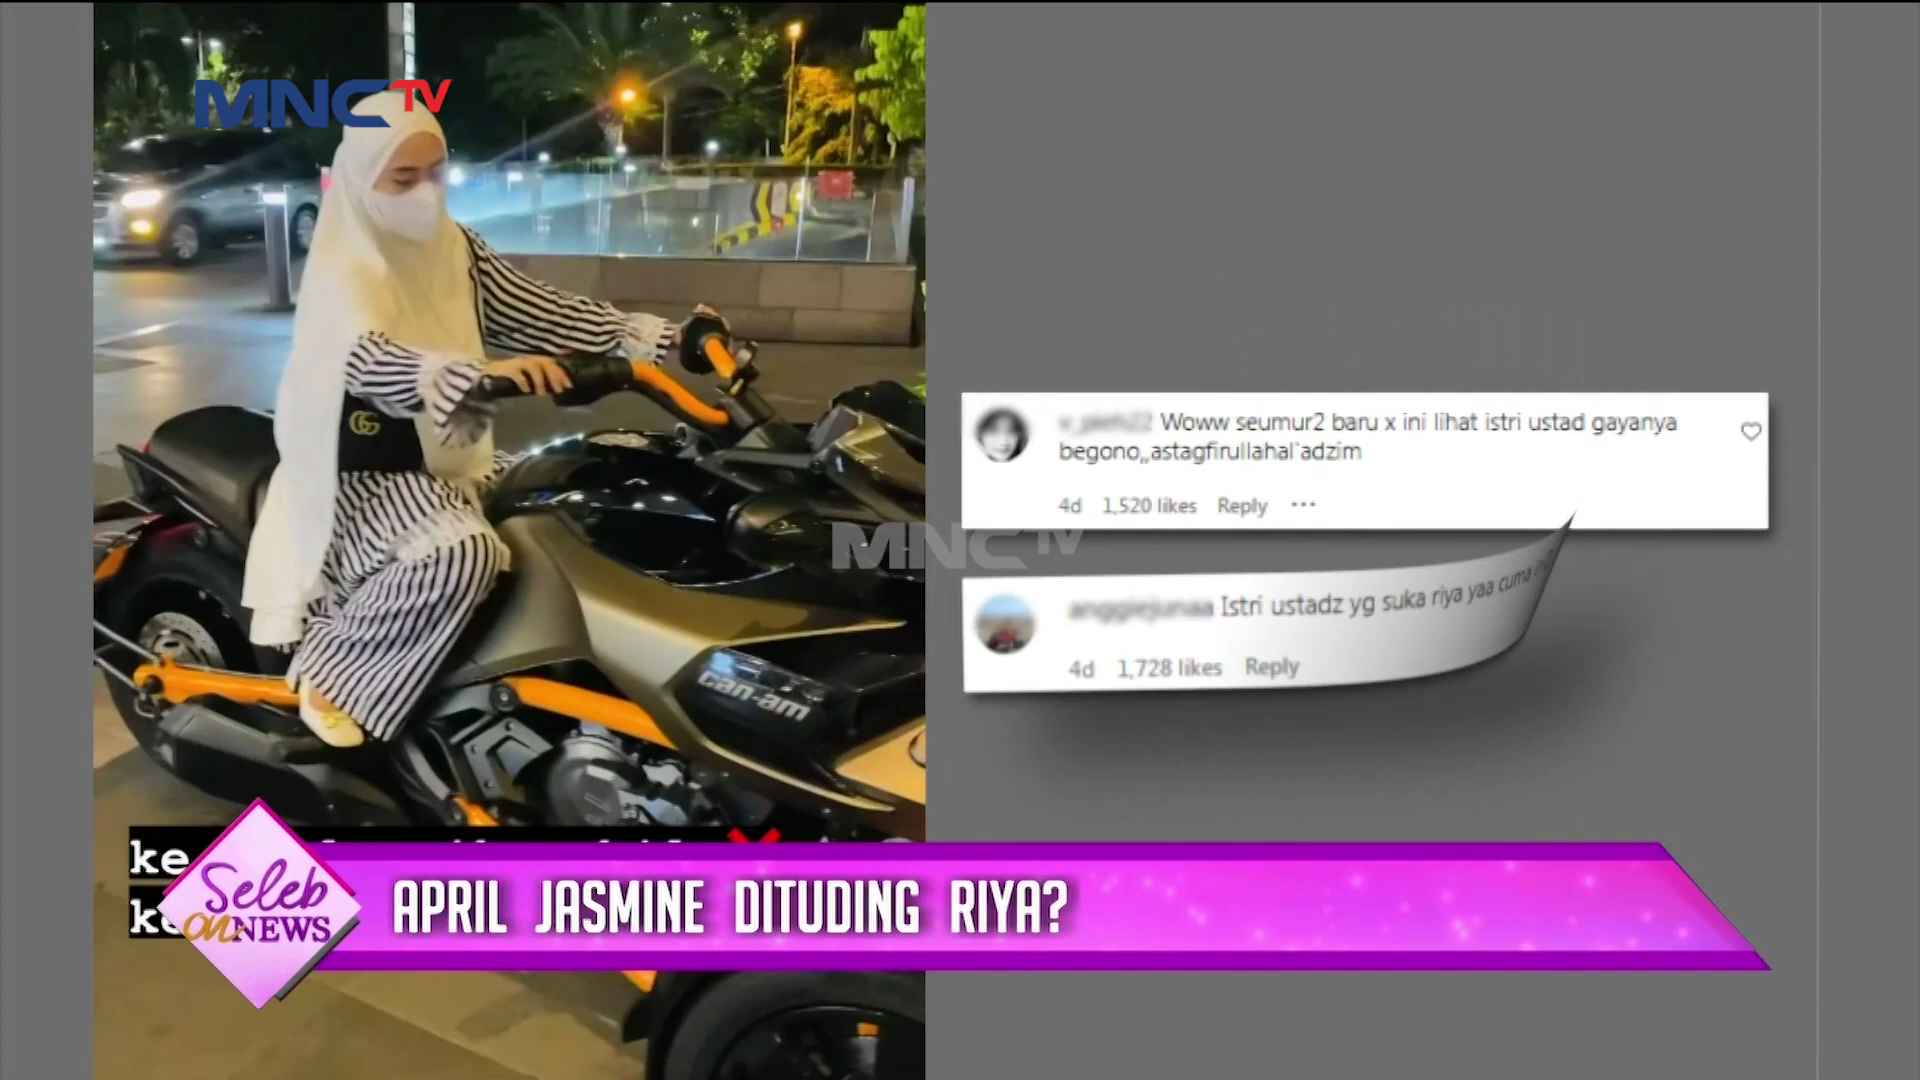 MNCTV
GG
v_pieh22 Woww seumur2 baru x ini lihat istri ustad gayanya
begono,,astagfirullahal`adzim
4d 1,520 likes Reply ...
MNCTV
Istri ustadz yg suka riya yaa cuma
4d 1,728 likes Reply
can-am
ke
ke
Seleb
on NEWS
APRIL JASMINE DITUDING RIYA?